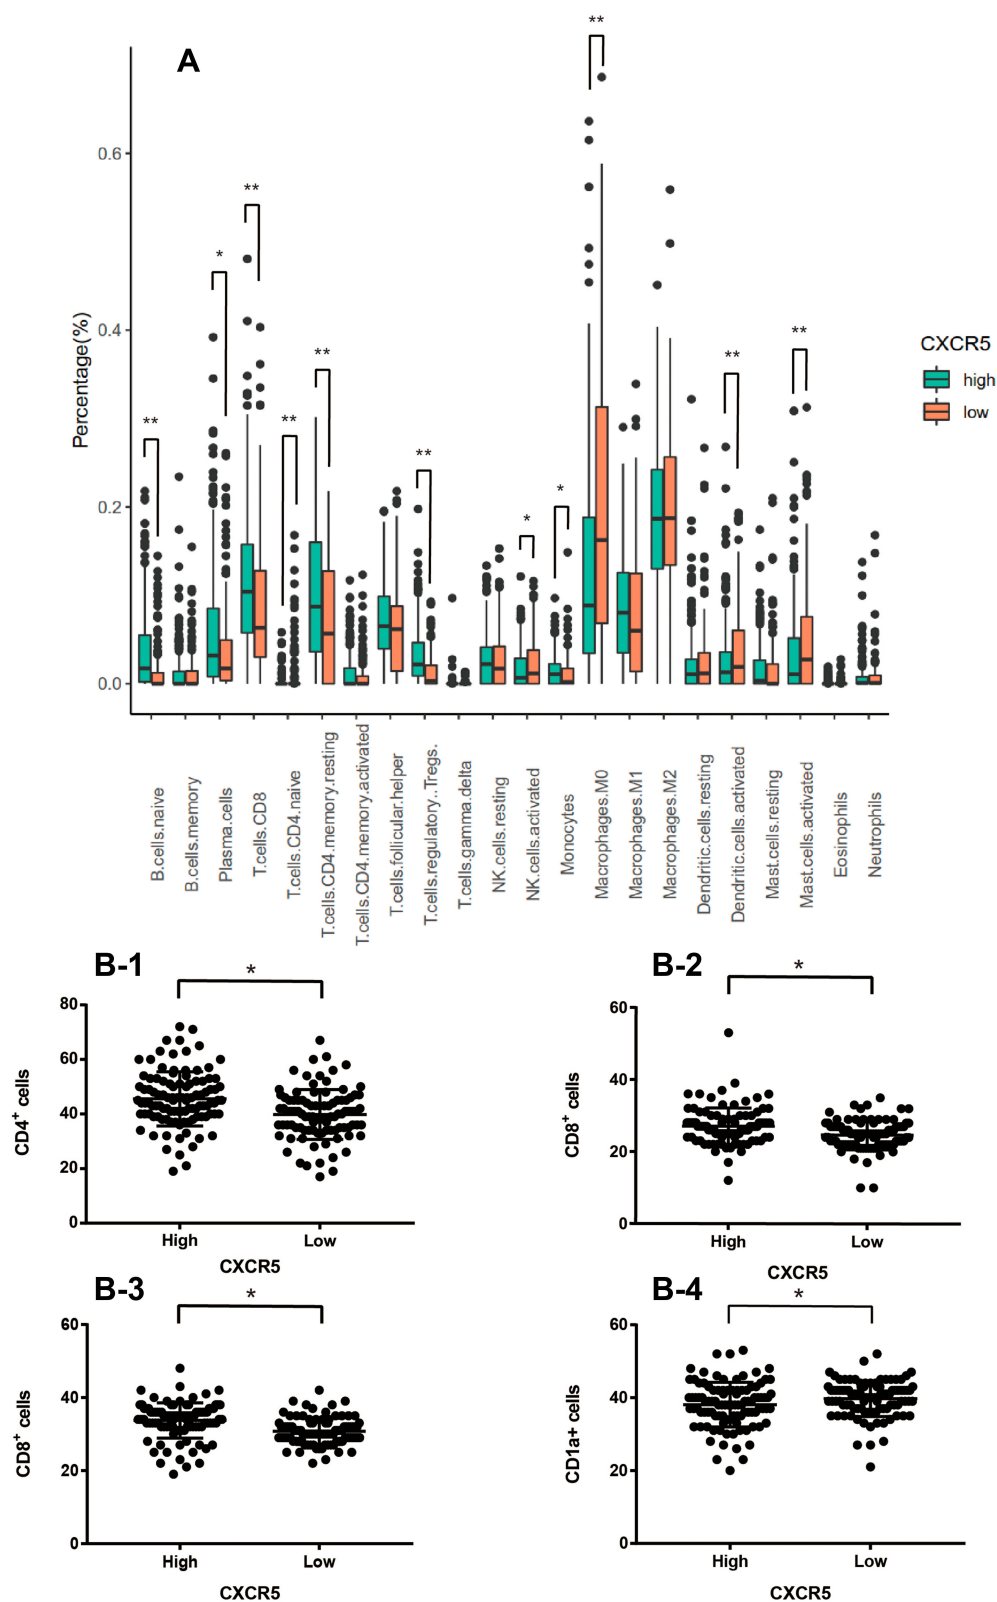 A
**
**
**
*
**
**
**
**
**
**
*
*
0.6
0.4
0.2
0.0
Percentage(%)
CXCR5
high
low
B.cells.naive
B.cells.memory
Plasma.cells
T.cells.CD8
T.cells.CD4.naive
T.cells.CD4.memory.resting
T.cells.CD4.memory.activated
T.cells.follicular.helper
T.cells.regulatory..Tregs.
T.cells.gamma.delta
NK.cells.resting
NK.cells.activated
Monocytes
Macrophages.M0
Macrophages.M1
Macrophages.M2
Dendritic.cells.resting
Dendritic.cells.activated
Mast.cells.resting
Mast.cells.activated
Eosinophils
Neutrophils
B-1
*
80
60
40
20
0
CD4+ cells
High Low
CXCR5
B-2
*
60
40
20
0
CD8+ cells
High Low
CXCR5
B-3
*
60
40
20
0
CD8+ cells
High Low
CXCR5
B-4
*
60
40
20
0
CD1a+ cells
High Low
CXCR5